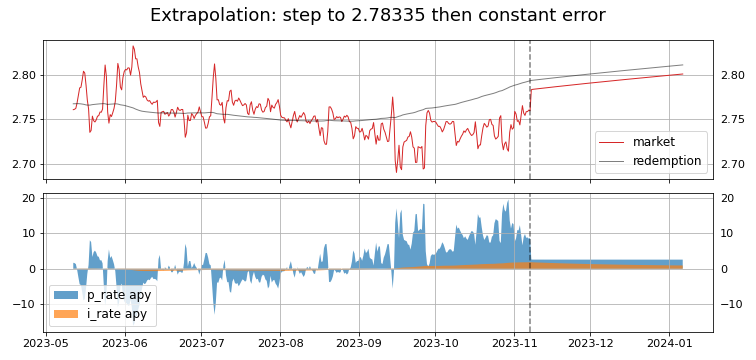 Extrapolation: step to 2.78335 then constant error
2.80
2.75
2.70
2.80
2.75
2.70
market
redemption
20
10
0
−10
20
10
0
−10
p_rate apy
i_rate apy
2023-05 2023-06 2023-07 2023-08 2023-09 2023-10 2023-11 2023-12 2024-01